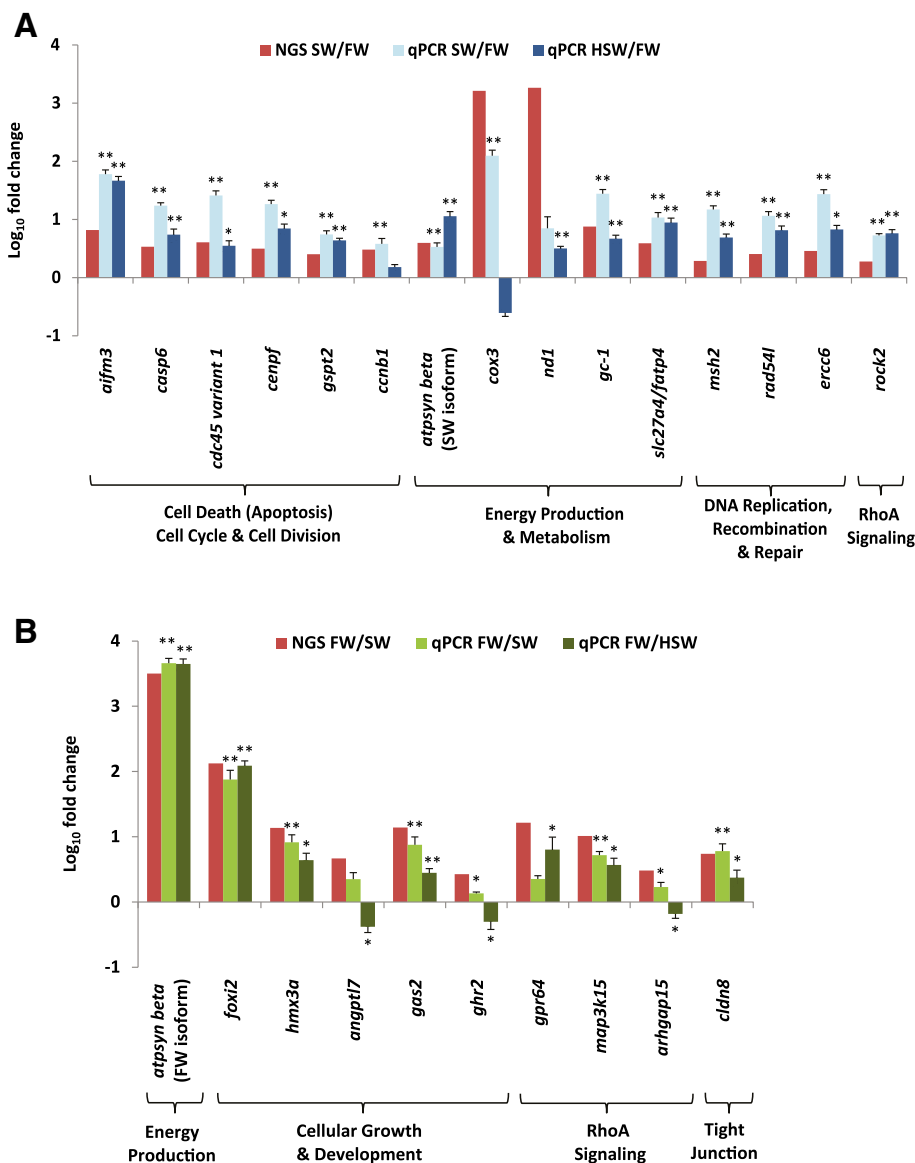 A
NGS SW/FW qPCR SW/FW qPCR HSW/FW
Log10 fold change
4
3
2
1
0
-1
** ** ** ** ** * ** * ** ** ** ** ** ** ** ** ** ** ** ** ** ** ** ** * ** **
aifm3
casp6
cdc45 variant 1
cenpf
gspt2
ccnb1
atpsyn beta
(SW isoform)
cox3
nd1
gc-1
slc27a4/fatp4
msh2
rad54l
ercc6
rock2
Cell Death (Apoptosis)
Cell Cycle & Cell Division
Energy Production
& Metabolism
DNA Replication,
Recombination
& Repair
RhoA
Signaling
B
NGS FW/SW qPCR FW/SW qPCR FW/HSW
Log10 fold change
4
3
2
1
0
-1
** ** ** ** ** * * ** ** * * * ** * * * ** *
atpsyn beta
(FW isoform)
foxi2
hmx3a
angptl7
gas2
ghr2
gpr64
map3k15
arhgap15
cldn8
Energy
Production
Cellular Growth
& Development
RhoA
Signaling
Tight
Junction